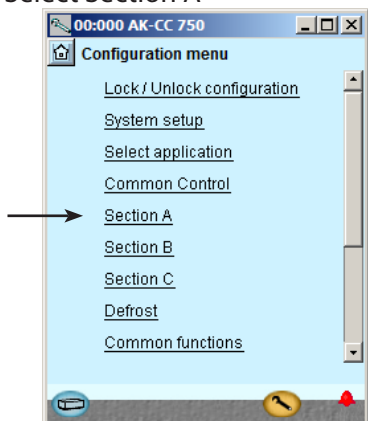 Select Section A
00:000 AK-CC 750
Configuration menu
Lock / Unlock configuration
System setup
Select application
Common Control
Section A
Section B
Section C
Defrost
Common functions